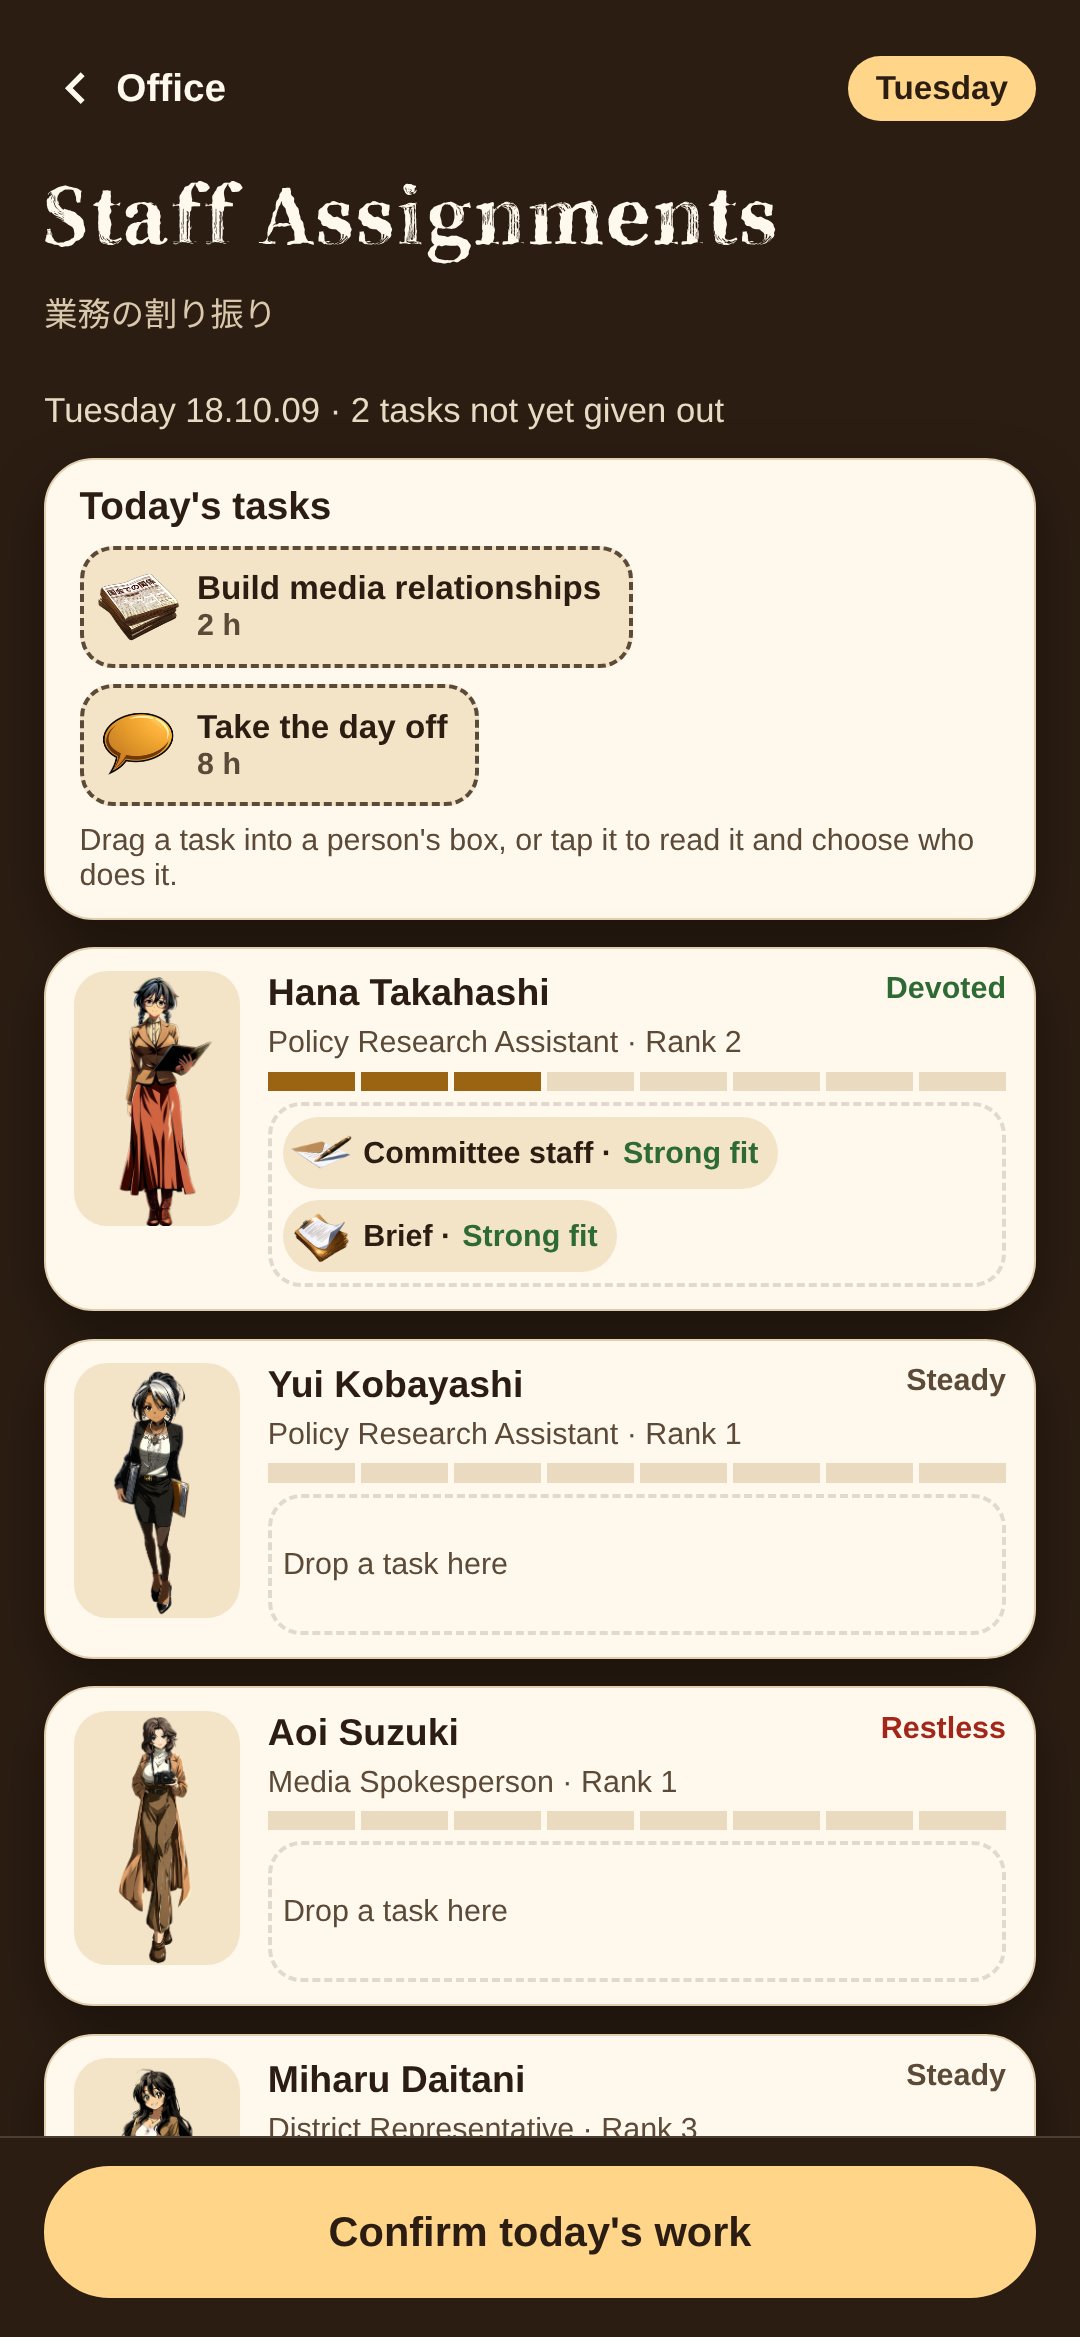 Office
Tuesday
Staff Assignments
業務の割り振り
Tuesday 18.10.09 · 2 tasks not yet given out
Today's tasks
Build media relationships
2 h
Take the day off
8 h
Drag a task into a person's box, or tap it to read it and choose who
does it.
Hana Takahashi
Devoted
Policy Research Assistant · Rank 2
Committee staff · Strong fit
Brief · Strong fit
Yui Kobayashi
Steady
Policy Research Assistant · Rank 1
Drop a task here
Aoi Suzuki
Restless
Media Spokesperson · Rank 1
Drop a task here
Miharu Daitani
Steady
District Representative · Rank 3
Confirm today's work